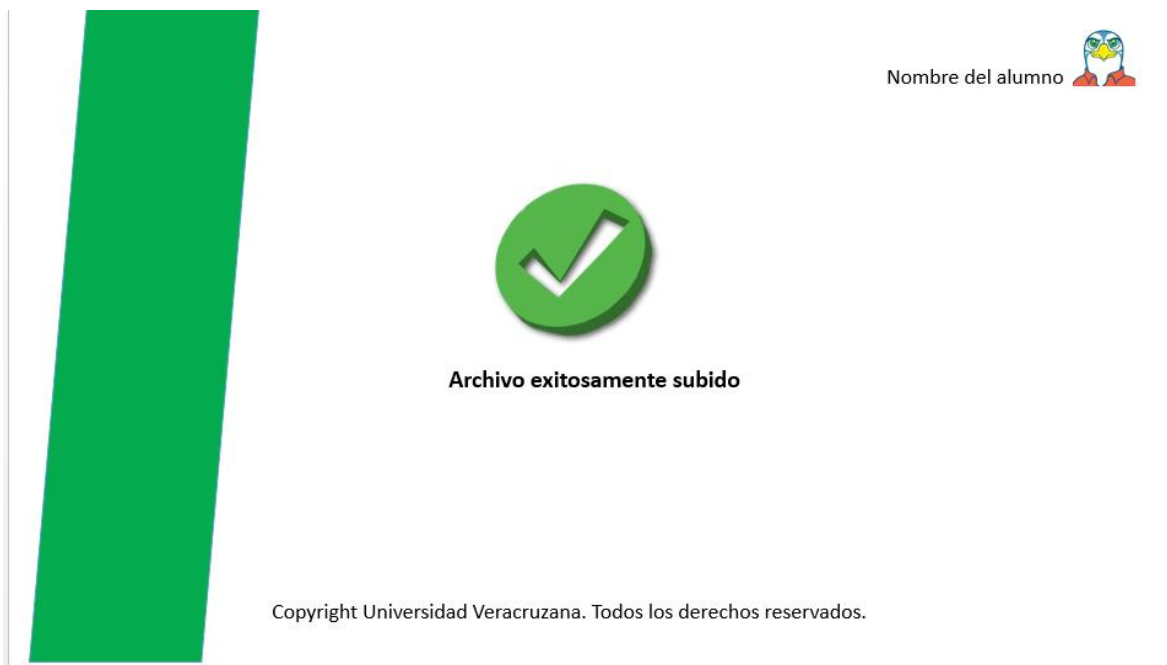 Nombre del alumno
Archivo exitosamente subido
Copyright Universidad Veracruzana. Todos los derechos reservados.